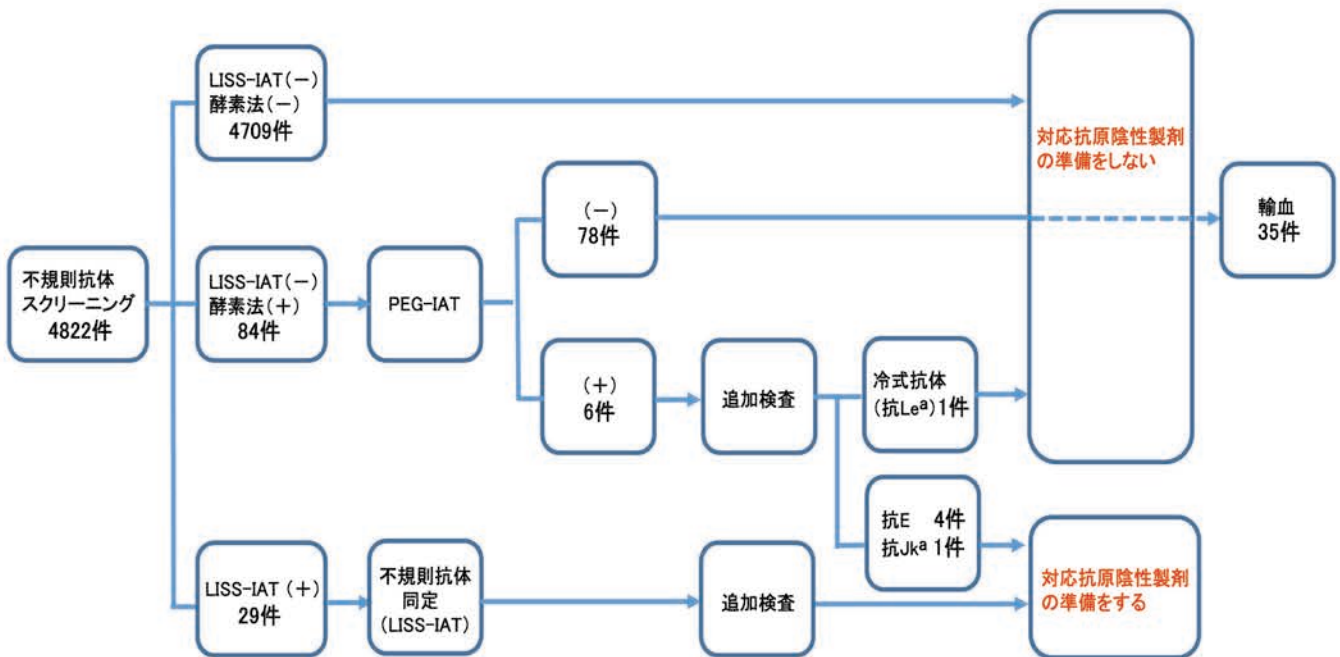 不規則抗体
スクリーニング
4822件
LISS-IAT(－)
酵素法(－)
4709件
LISS-IAT(－)
酵素法(＋)
84件
LISS-IAT (＋)
29件
PEG-IAT
不規則抗体
同定
(LISS-IAT)
(－)
78件
(＋)
6件
追加検査
追加検査
冷式抗体
(抗Leª)1件
抗E 4件
抗Jkª 1件
対応抗原陰性製剤
の準備をしない
対応抗原陰性製剤
の準備をする
輸血
35件